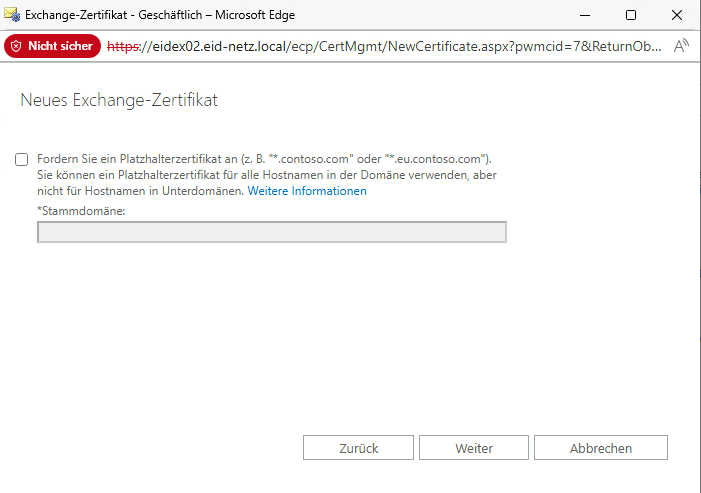 Exchange-Zertifikat - Geschäftlich – Microsoft Edge
Nicht sicher https://eidex02.eid-netz.local/ecp/CertMgmt/NewCertificate.aspx?pwmcid=7&ReturnOb...
Neues Exchange-Zertifikat
Fordern Sie ein Platzhalterzertifikat an (z. B. "*.contoso.com" oder "*.eu.contoso.com").
Sie können ein Platzhalterzertifikat für alle Hostnamen in der Domäne verwenden, aber
nicht für Hostnamen in Unterdomänen. Weitere Informationen
*Stammdomäne:
Zurück Weiter Abbrechen